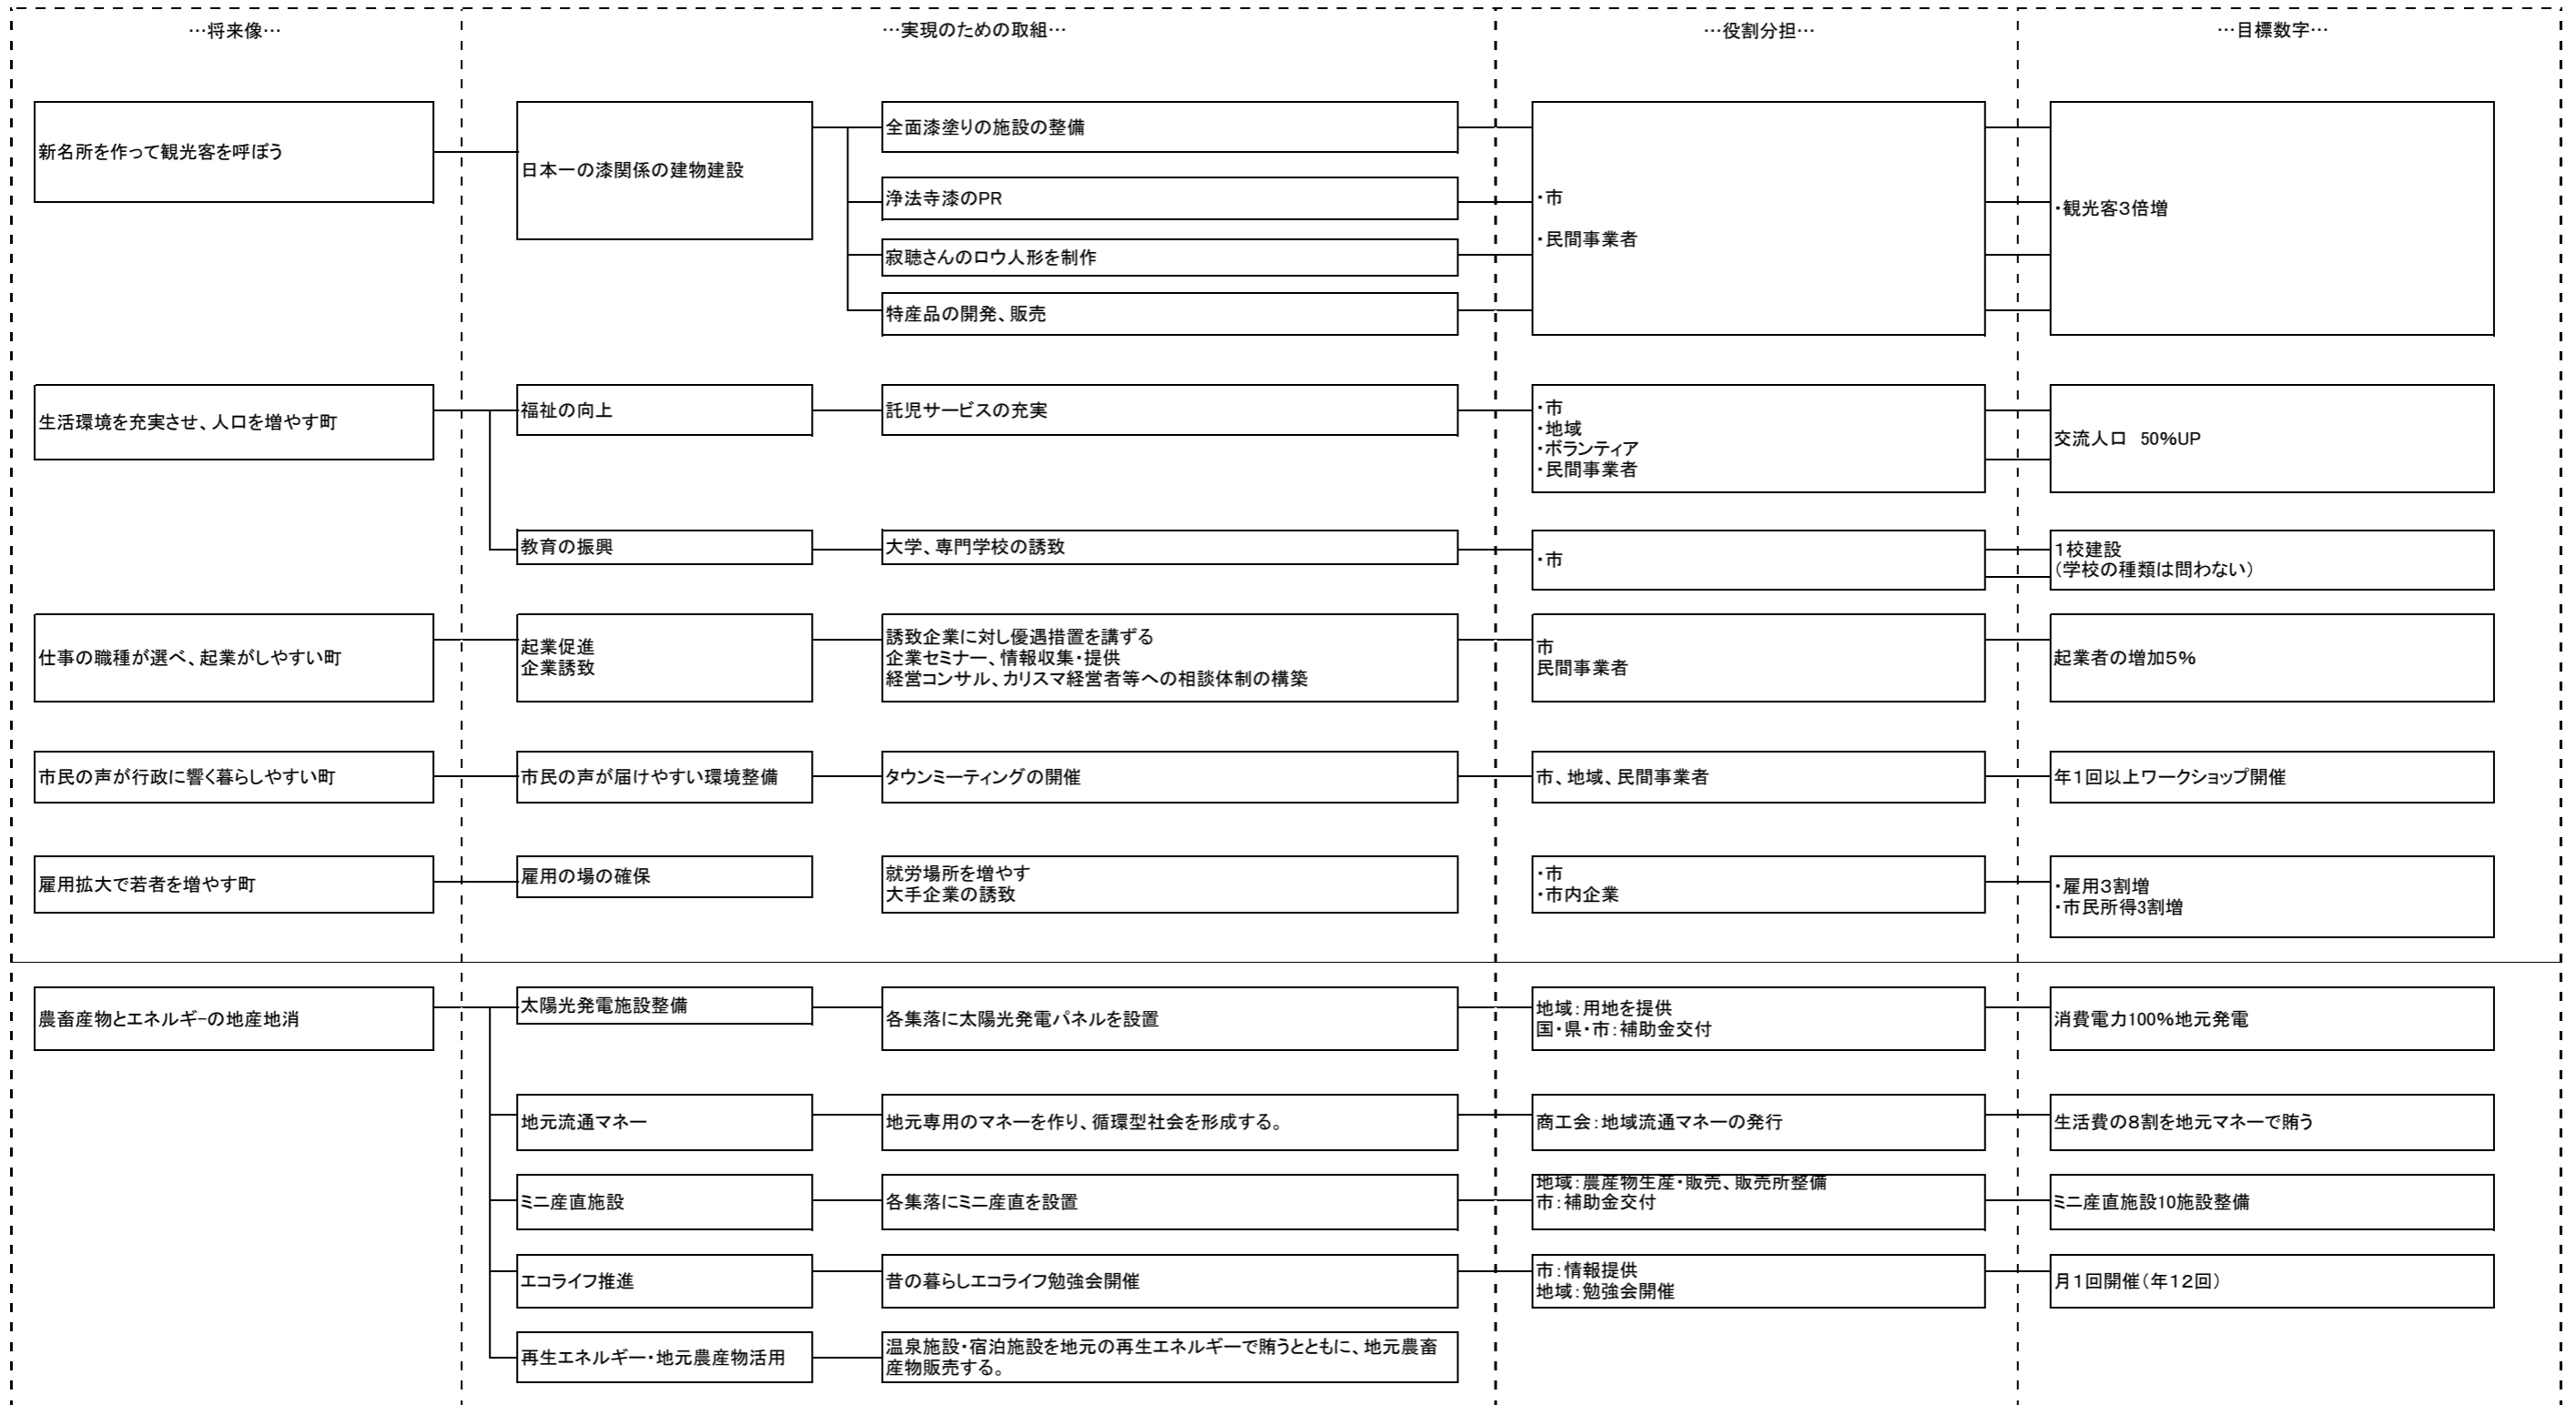 …将来像…
…実現のための取組…
…役割分担…
…目標数字…
新名所を作って観光客を呼ぼう
日本一の漆関係の建物建設
全面漆塗りの施設の整備
浄法寺漆のPR
寂聴さんのロウ人形を制作
特産品の開発、販売
・市
・民間事業者
・観光客3倍増
生活環境を充実させ、人口を増やす町
福祉の向上
託児サービスの充実
・市
・地域
・ボランティア
・民間事業者
交流人口　50%UP
教育の振興
大学、専門学校の誘致
・市
1校建設
（学校の種類は問わない）
仕事の職種が選べ、起業がしやすい町
起業促進
企業誘致
誘致企業に対し優遇措置を講ずる
企業セミナー、情報収集・提供
経営コンサル、カリスマ経営者等への相談体制の構築
市
民間事業者
起業者の増加5％
市民の声が行政に響く暮らしやすい町
市民の声が届けやすい環境整備
タウンミーティングの開催
市、地域、民間事業者
年1回以上ワークショップ開催
雇用拡大で若者を増やす町
雇用の場の確保
就労場所を増やす
大手企業の誘致
・市
・市内企業
・雇用3割増
・市民所得3割増
農畜産物とエネルギｰの地産地消
太陽光発電施設整備
各集落に太陽光発電パネルを設置
地域：用地を提供
国・県・市：補助金交付
消費電力100%地元発電
地元流通マネー
地元専用のマネーを作り、循環型社会を形成する。
商工会：地域流通マネーの発行
生活費の8割を地元マネーで賄う
ミニ産直施設
各集落にミニ産直を設置
地域：農産物生産・販売、販売所整備
市：補助金交付
ミニ産直施設10施設整備
エコライフ推進
昔の暮らしエコライフ勉強会開催
市：情報提供
地域：勉強会開催
月1回開催（年12回）
再生エネルギー・地元農産物活用
温泉施設・宿泊施設を地元の再生エネルギーで賄うとともに、地元農畜
産物販売する。